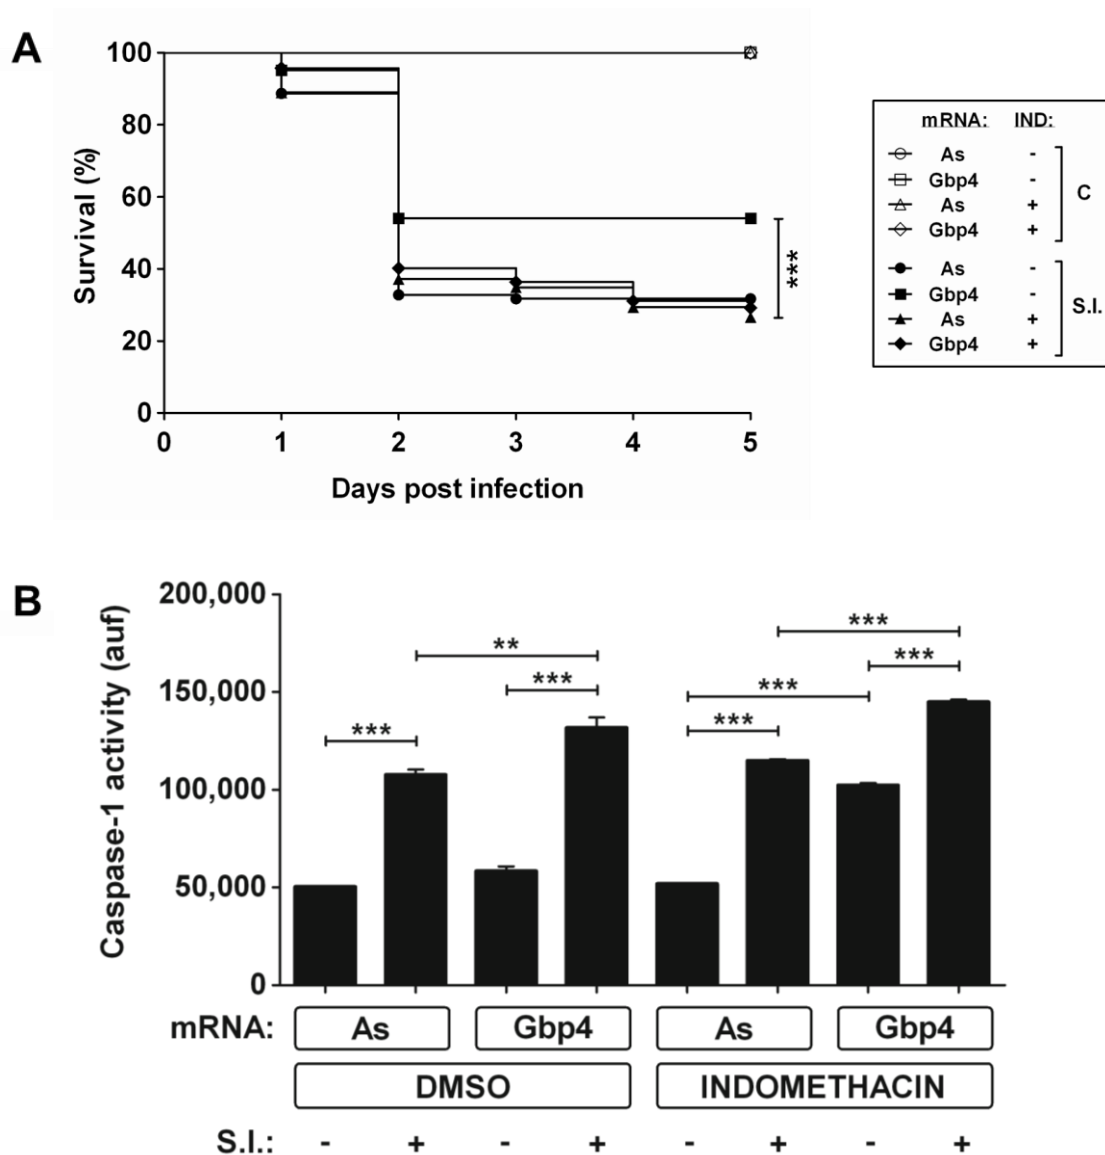 A
100
80
60
40
20
0
Survival (%)
0 1 2 3 4 5
Days post infection
***
mRNA: IND:
As -
Gbp4 -
As +
Gbp4 +
C
As -
Gbp4 -
As +
Gbp4 +
S.I.
B
200,000
150,000
100,000
50,000
0
Caspase-1 activity (auf)
*** ** *** *** *** *** ***
mRNA: As Gbp4 As Gbp4
DMSO INDOMETHACIN
S.I.: - + - + - + - +